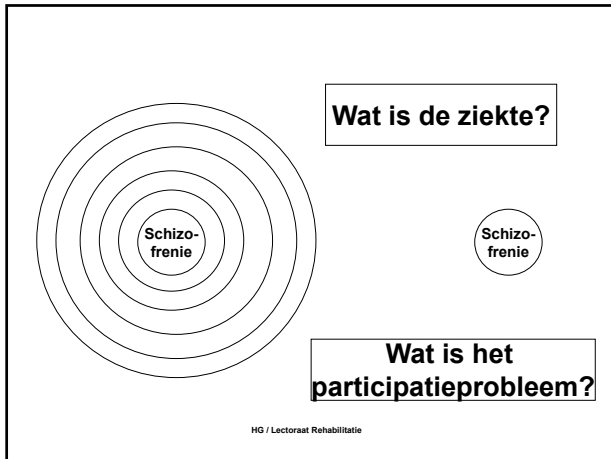 Wat is de ziekte?
Schizo-
frenie
Schizo-
frenie
Wat is het
participatieprobleem?
HG / Lectoraat Rehabilitatie